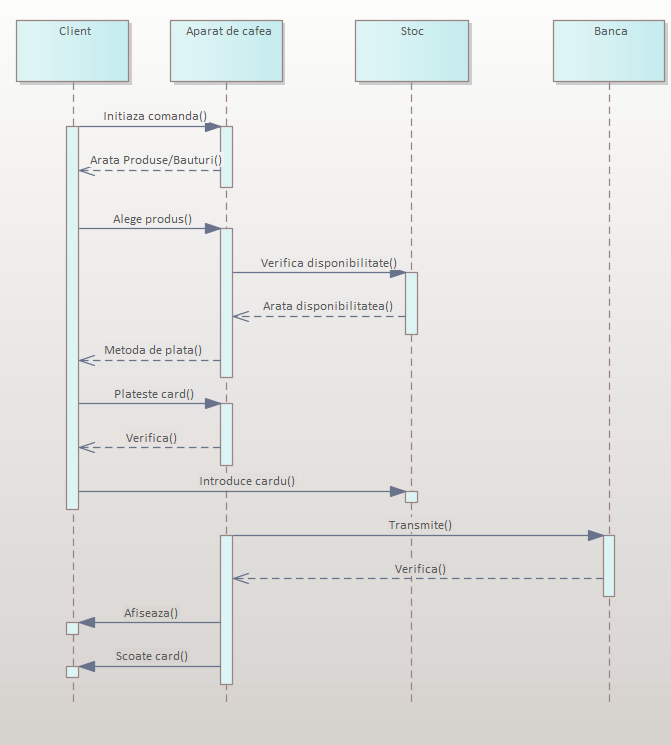 Client
Aparat de cafea
Stoc
Banca
Initiaza comanda()
Arata Produse/Bauturi()
Alege produs()
Verifica disponibilitate()
Arata disponibilitatea()
Metoda de plata()
Plateste card()
Verifica()
Introduce cardu()
Transmite()
Verifica()
Afiseaza()
Scoate card()